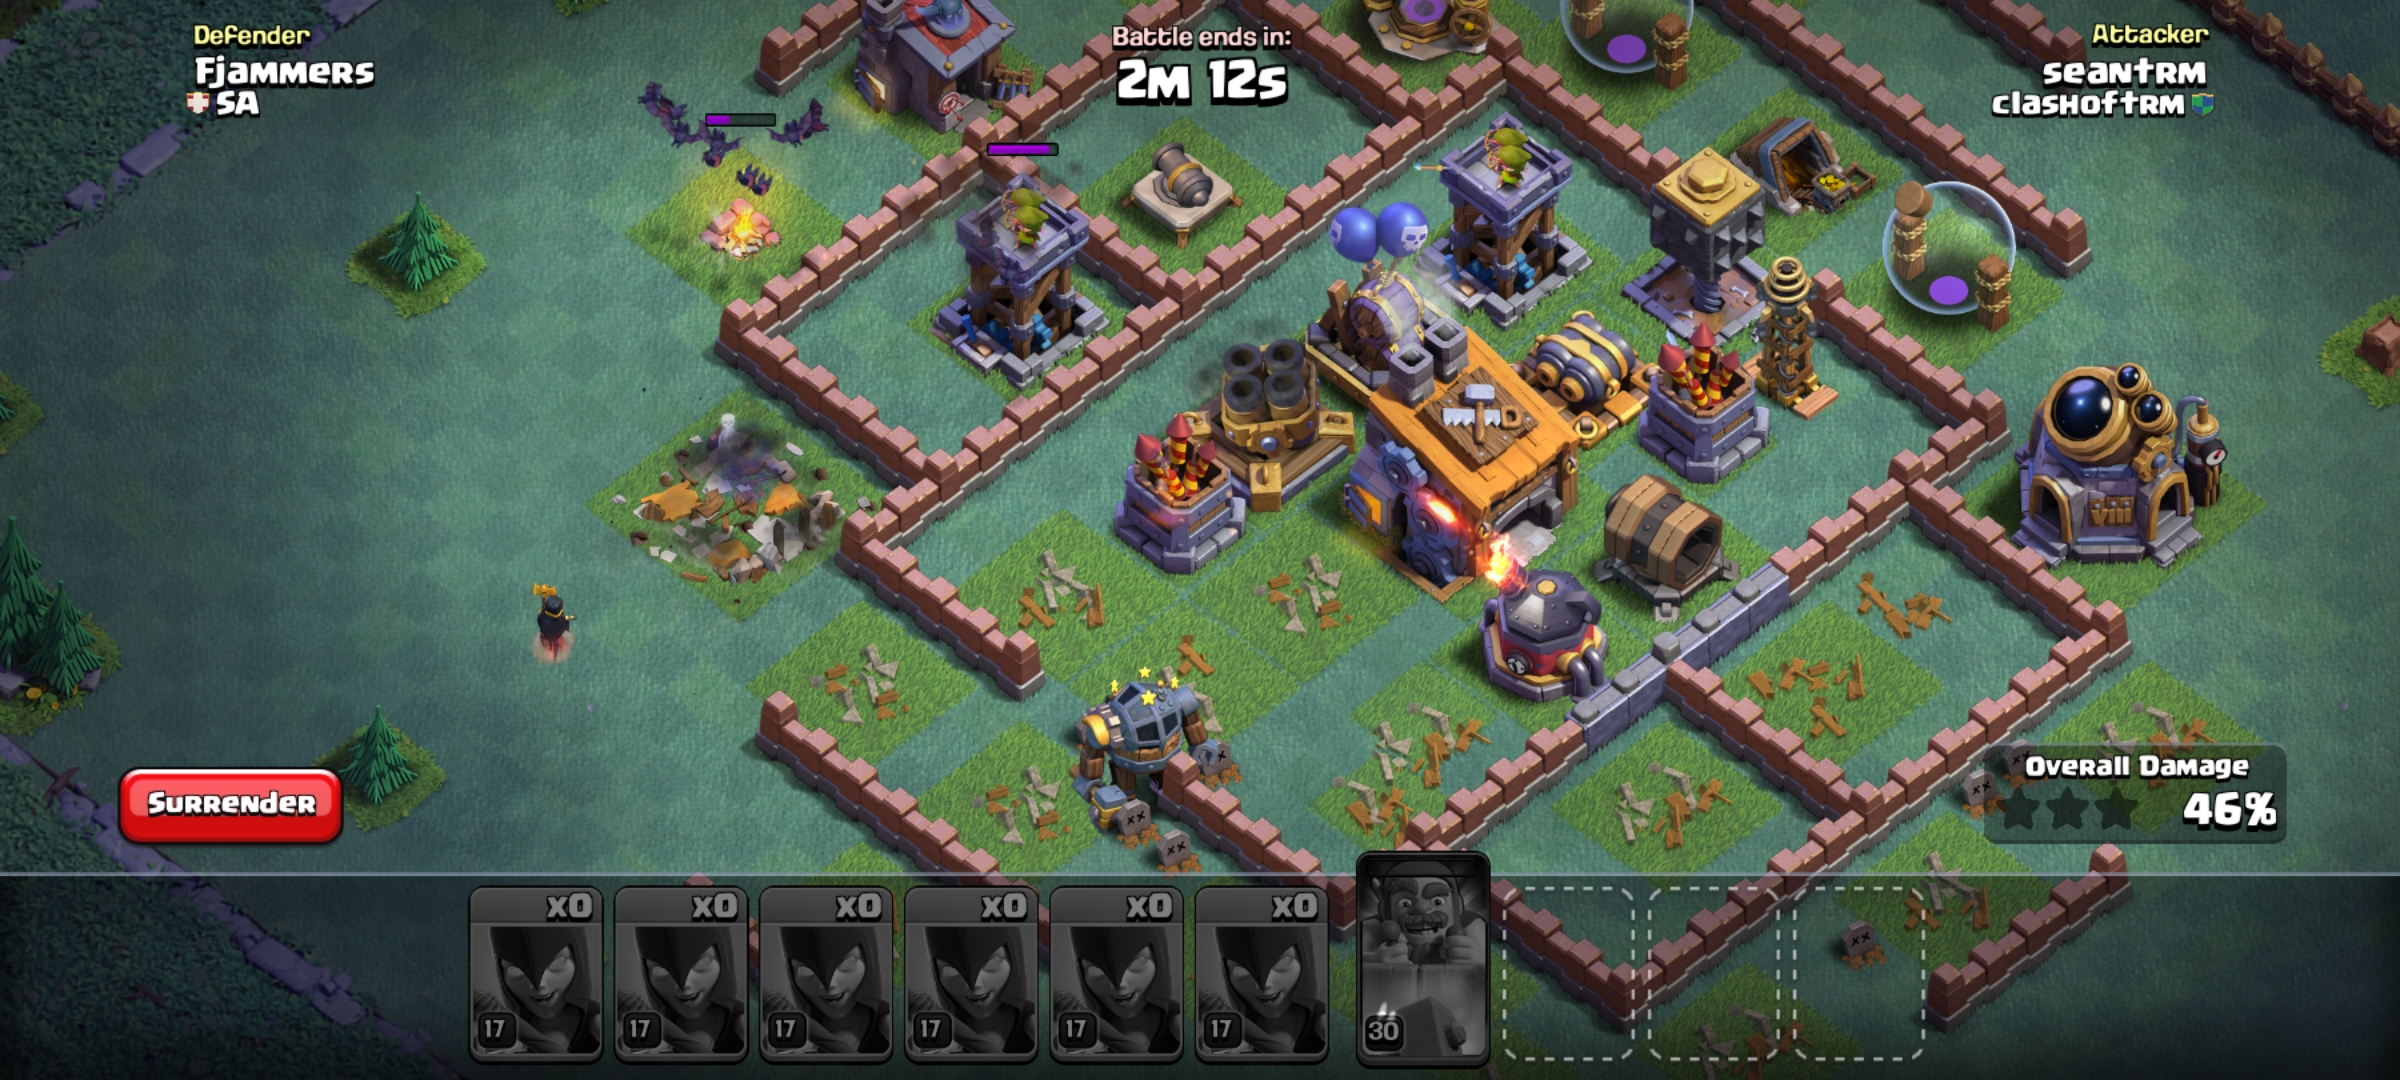 Defender
Fjammers
SA
Battle ends in:
2M 12s
Attacker
seantRM
clashoftRM
VIII
Surrender
Overall Damage
46%
x0
x0
x0
x0
x0
x0
17
17
17
17
17
17
30